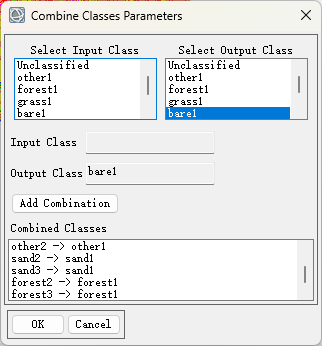 Combine Classes Parameters
Select Input Class
Unclassified
other1
forest1
grass1
bare1
Select Output Class
Unclassified
other1
forest1
grass1
bare1
Input Class
Output Class bare1
Add Combination
Combined Classes
other2 -> other1
sand2 -> sand1
sand3 -> sand1
forest2 -> forest1
forest3 -> forest1
OK Cancel